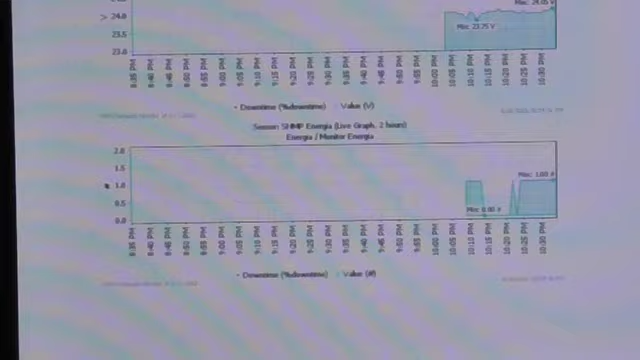 Máx: 24.05 V
24.0
Mín: 23.75 V
23.5
23.0
8:35 PM 8:40 PM 8:45 PM 8:50 PM 8:55 PM 9:00 PM 9:05 PM 9:10 PM 9:15 PM 9:20 PM 9:25 PM 9:30 PM 9:35 PM 9:40 PM 9:45 PM 9:50 PM 9:55 PM 10:00 PM 10:05 PM 10:10 PM 10:15 PM 10:20 PM 10:25 PM 10:30 PM
Downtime (%downtime) Value (V)
Sensor: SNMP Energia (Live Graph, 2 hours)
Energia / Monitor Energia
2.0
1.5
Máx: 1.00 #
1.0
0.5
Mín: 0.00 #
0.0
#
8:35 PM 8:40 PM 8:45 PM 8:50 PM 8:55 PM 9:00 PM 9:05 PM 9:10 PM 9:15 PM 9:20 PM 9:25 PM 9:30 PM 9:35 PM 9:40 PM 9:45 PM 9:50 PM 9:55 PM 10:00 PM 10:05 PM 10:10 PM 10:15 PM 10:20 PM 10:25 PM 10:30 PM
Downtime (%downtime) Value (#)